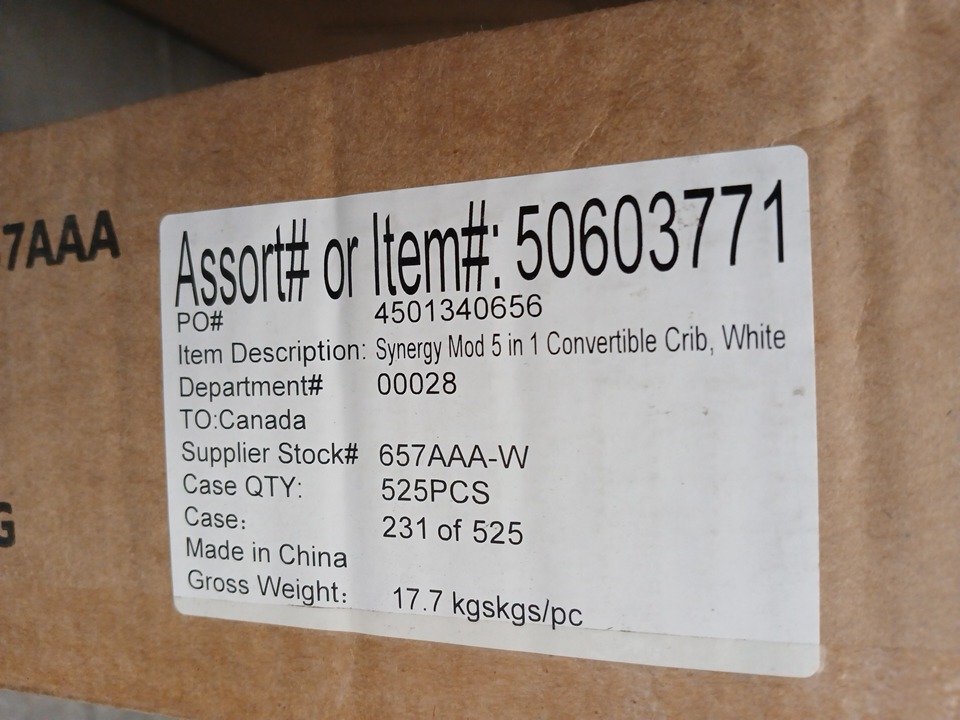 7AAA
Assort# or Item#: 50603771
PO# 4501340656
Item Description: Synergy Mod 5 in 1 Convertible Crib, White
Department# 00028
TO:Canada
Supplier Stock# 657AAA-W
Case QTY: 525PCS
Case: 231 of 525
Made in China
Gross Weight: 17.7 kgskgs/pc
G